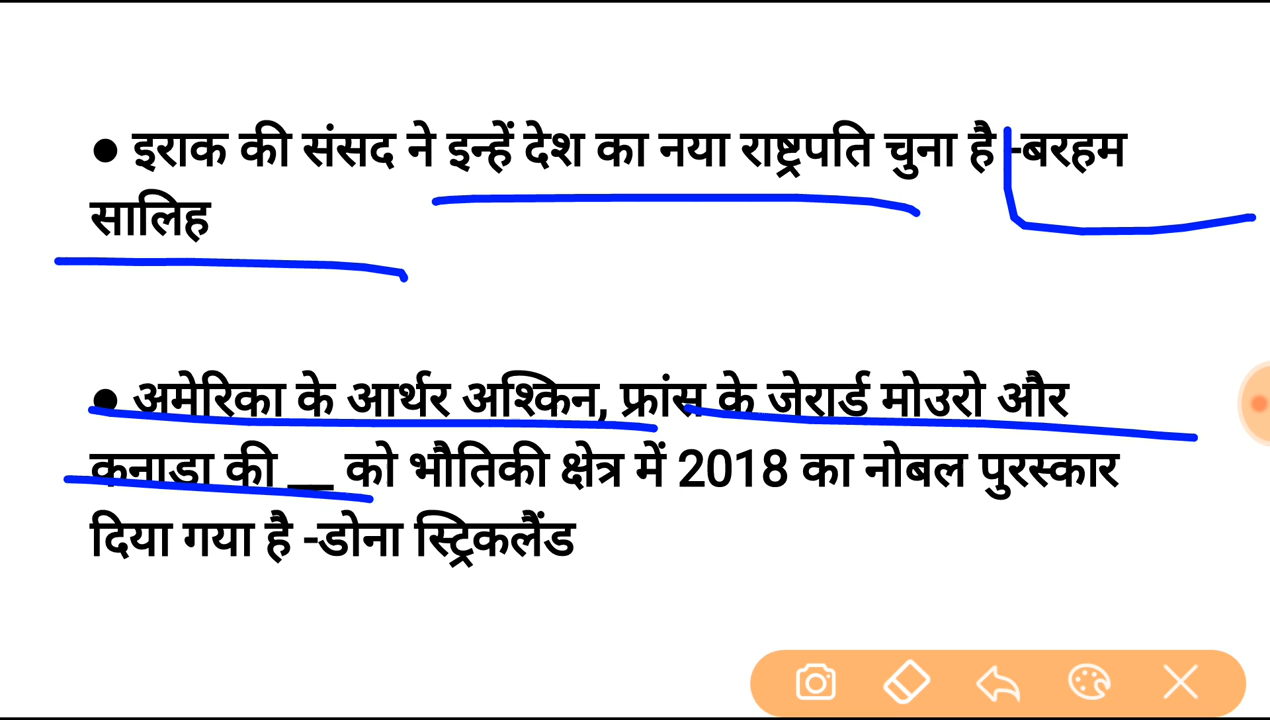 ● इराक की संसद ने इन्हें देश का नया राष्ट्रपति चुना है -बरहम
सालिह
● अमेरिका के आर्थर अश्किन, फ्रांस के जेरार्ड मोउरो और
कनाडा की __ को भौतिकी क्षेत्र में 2018 का नोबल पुरस्कार
दिया गया है -डोना स्ट्रिकलैंड